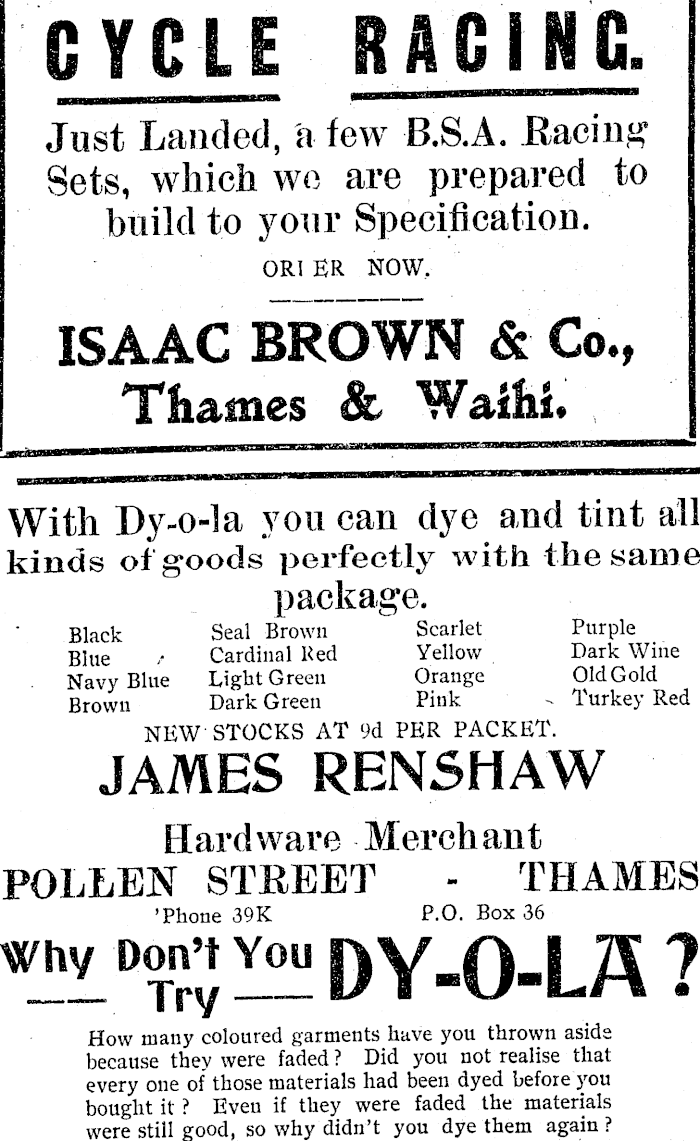 CYCLE RACING.
Just Landed, a few B.S.A. Racing
Sets, which we are prepared to
build to your Specification.
ORDER NOW.
ISAAC BROWN & Co.,
Thames & Waihi.
With Dy-o-la you can dye and tint all
kinds of goods perfectly with the same
package.
Black Seal Brown Scarlet Purple
Blue Cardinal Red Yellow Dark Wine
Navy Blue Light Green Orange Old Gold
Brown Dark Green Pink Turkey Red
NEW STOCKS AT 9d PER PACKET.
JAMES RENSHAW
Hardware Merchant
POLLEN STREET - THAMES
'Phone 39K P.O. Box 36
Why Don't You
Try DY-O-LA?
How many coloured garments have you thrown aside
because they were faded? Did you not realise that
every one of those materials had been dyed before you
bought it? Even if they were faded the materials
were still good, so why didn't you dye them again?